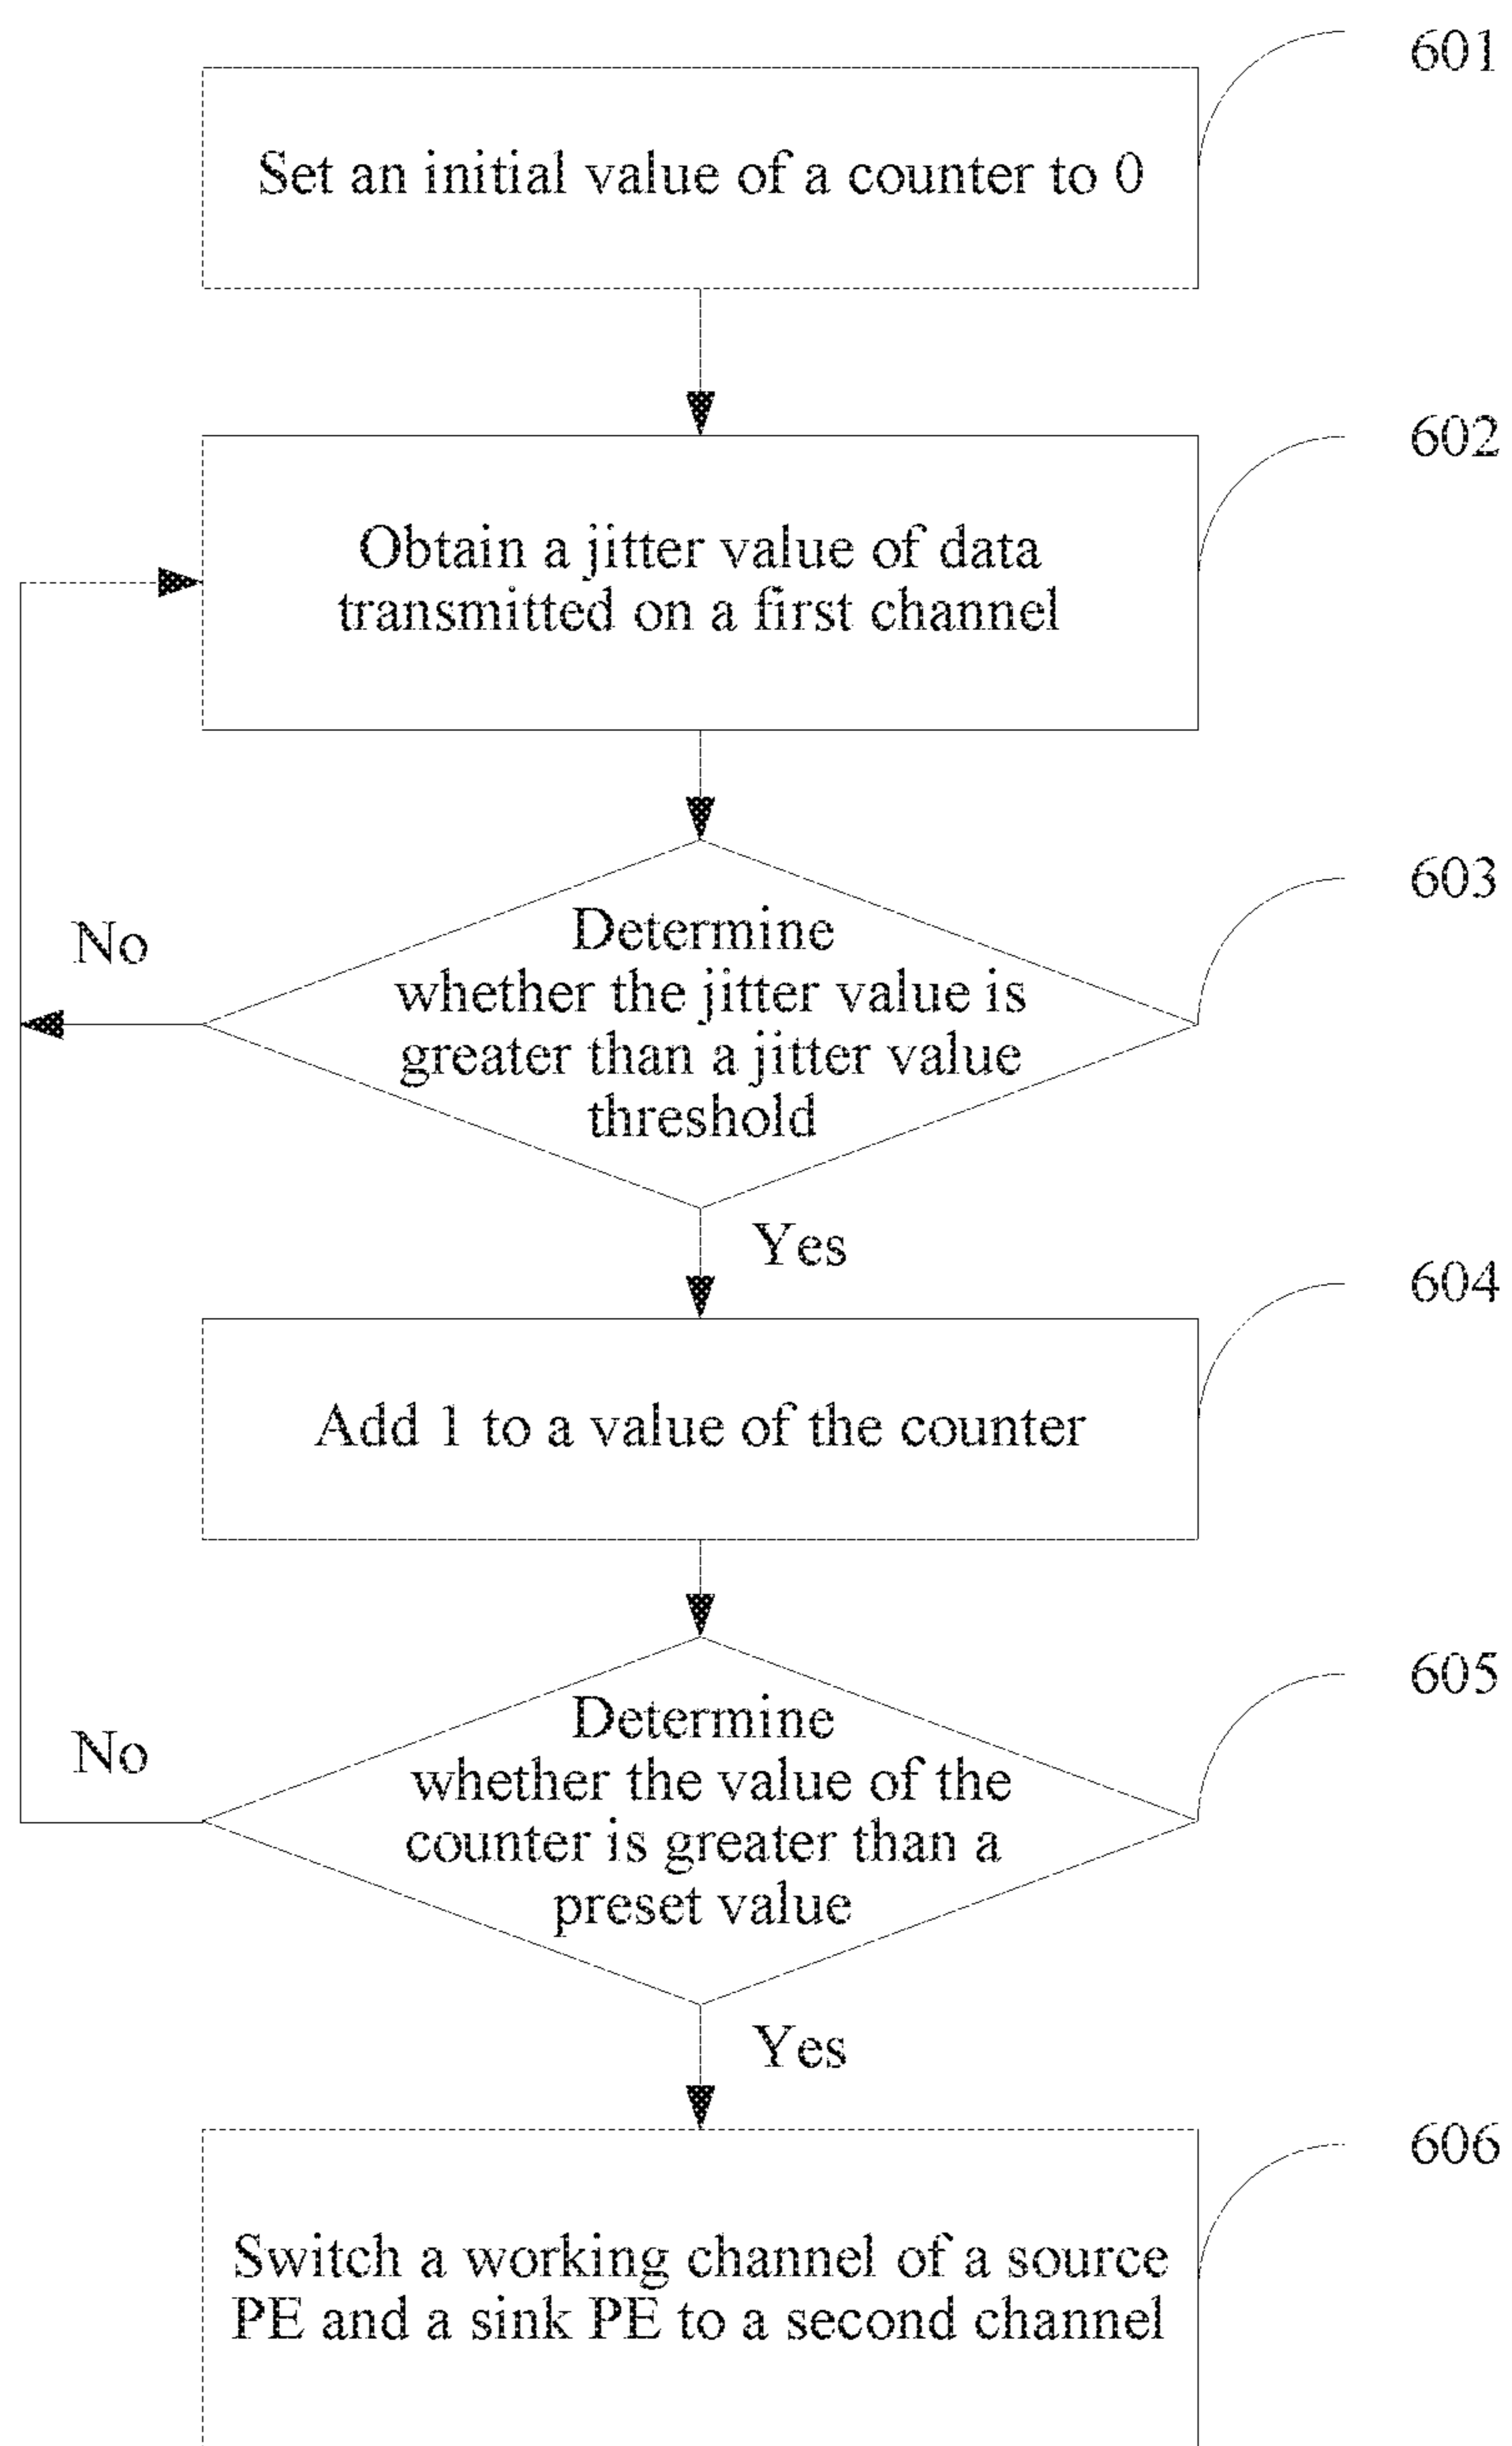 601
Set an initial value of a counter to 0
602
Obtain a jitter value of data
transmitted on a first channel
603
Determine
whether the jitter value is
greater than a jitter value
threshold
No
Yes
604
Add 1 to a value of the counter
605
Determine
whether the value of the
counter is greater than a
preset value
No
Yes
606
Switch a working channel of a source
PE and a sink PE to a second channel